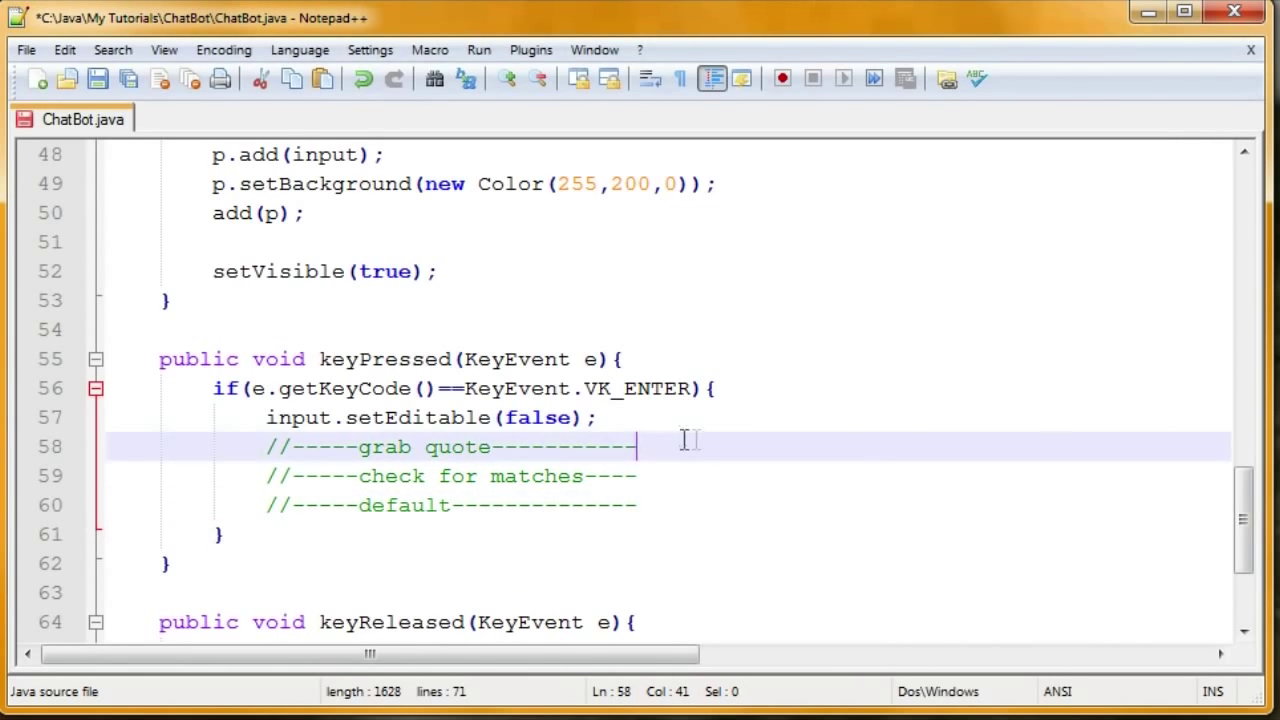 *C:\Java\My Tutorials\ChatBot\ChatBot.java - Notepad++
File Edit Search View Encoding Language Settings Macro Run Plugins Window ? X
ABC
ChatBot.java
48 p.add(input);
49 p.setBackground(new Color(255,200,0));
50 add(p);
51
52 setVisible(true);
53 }
54
55 public void keyPressed(KeyEvent e){
56 if(e.getKeyCode()==KeyEvent.VK_ENTER){
57 input.setEditable(false);
58 //-----grab quote-----------
59 //-----check for matches----
60 //-----default--------------
61 }
62 }
63
64 public void keyReleased(KeyEvent e){
Java source file length : 1628 lines : 71 Ln : 58 Col : 41 Sel : 0 Dos\Windows ANSI INS